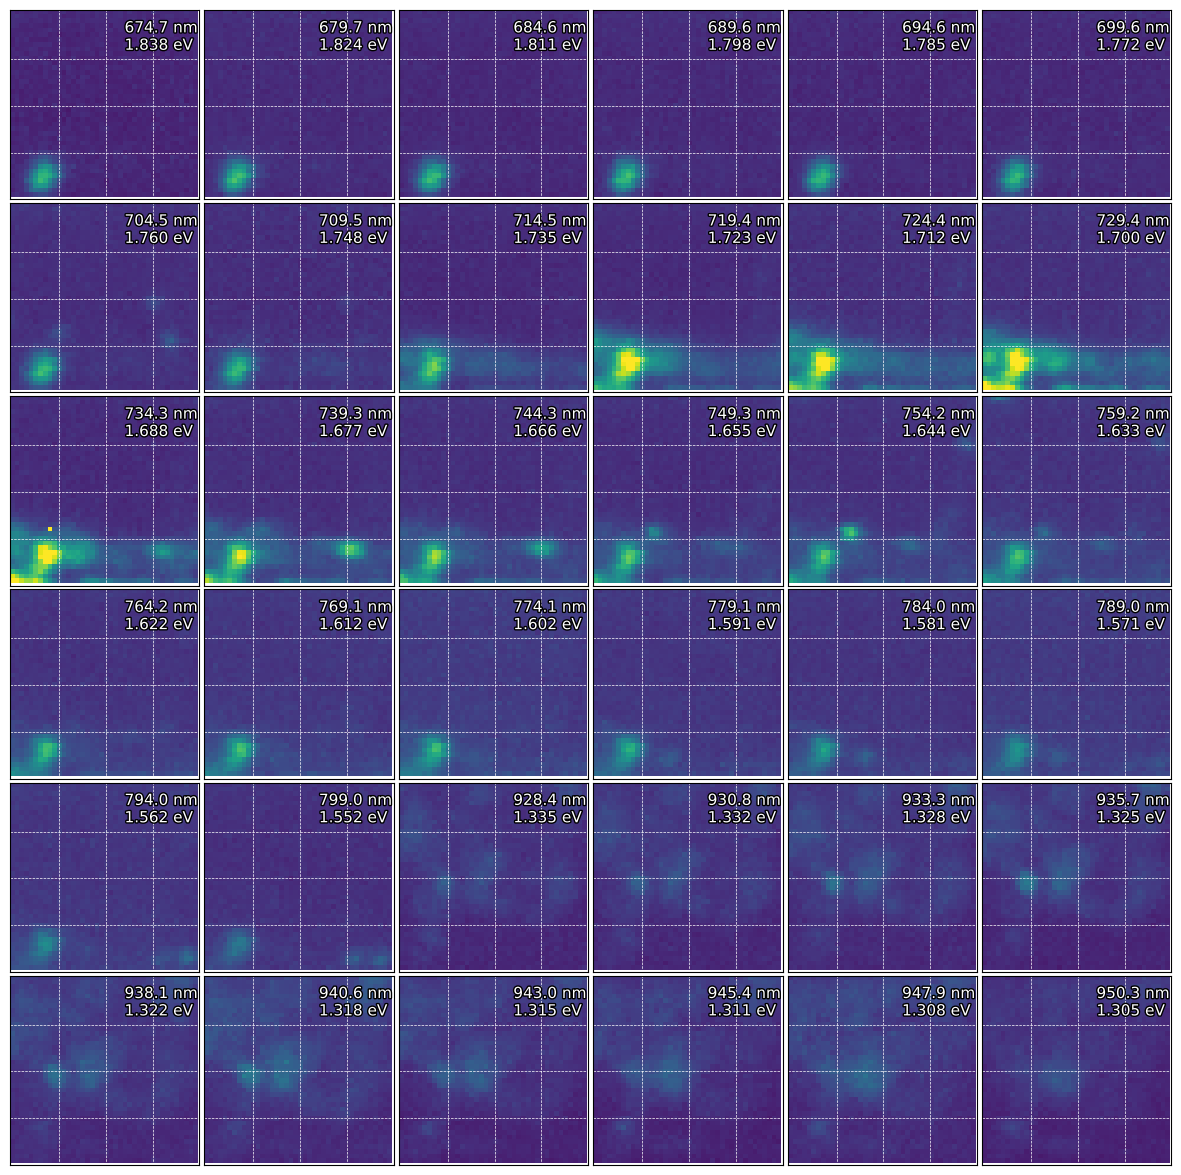 674.7 nm
1.838 eV
679.7 nm
1.824 eV
684.6 nm
1.811 eV
689.6 nm
1.798 eV
694.6 nm
1.785 eV
699.6 nm
1.772 eV
704.5 nm
1.760 eV
709.5 nm
1.748 eV
714.5 nm
1.735 eV
719.4 nm
1.723 eV
724.4 nm
1.712 eV
729.4 nm
1.700 eV
734.3 nm
1.688 eV
739.3 nm
1.677 eV
744.3 nm
1.666 eV
749.3 nm
1.655 eV
754.2 nm
1.644 eV
759.2 nm
1.633 eV
764.2 nm
1.622 eV
769.1 nm
1.612 eV
774.1 nm
1.602 eV
779.1 nm
1.591 eV
784.0 nm
1.581 eV
789.0 nm
1.571 eV
794.0 nm
1.562 eV
799.0 nm
1.552 eV
928.4 nm
1.335 eV
930.8 nm
1.332 eV
933.3 nm
1.328 eV
935.7 nm
1.325 eV
938.1 nm
1.322 eV
940.6 nm
1.318 eV
943.0 nm
1.315 eV
945.4 nm
1.311 eV
947.9 nm
1.308 eV
950.3 nm
1.305 eV